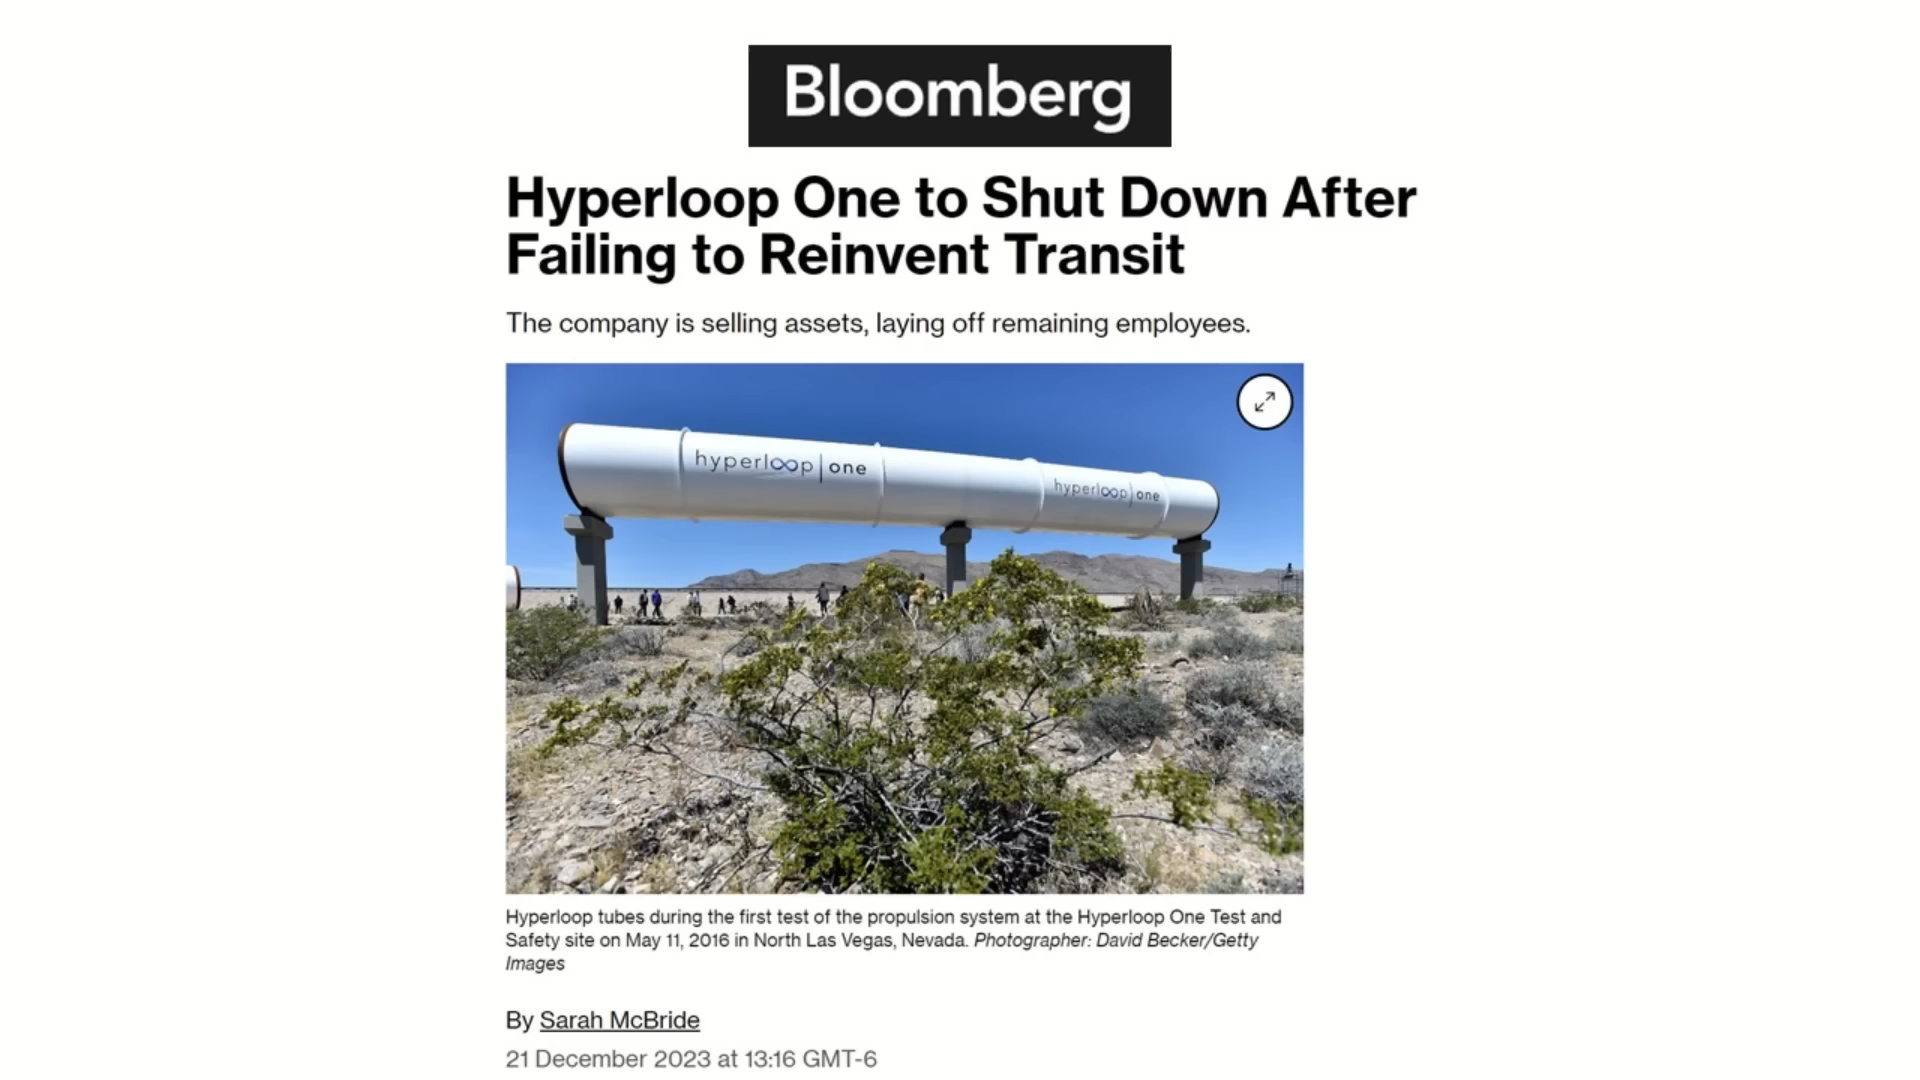 Bloomberg
Hyperloop One to Shut Down After
Failing to Reinvent Transit
The company is selling assets, laying off remaining employees.
hyperloop | one
hyperloop | one
Hyperloop tubes during the first test of the propulsion system at the Hyperloop One Test and
Safety site on May 11, 2016 in North Las Vegas, Nevada. Photographer: David Becker/Getty
Images
By Sarah McBride
21 December 2023 at 13:16 GMT-6